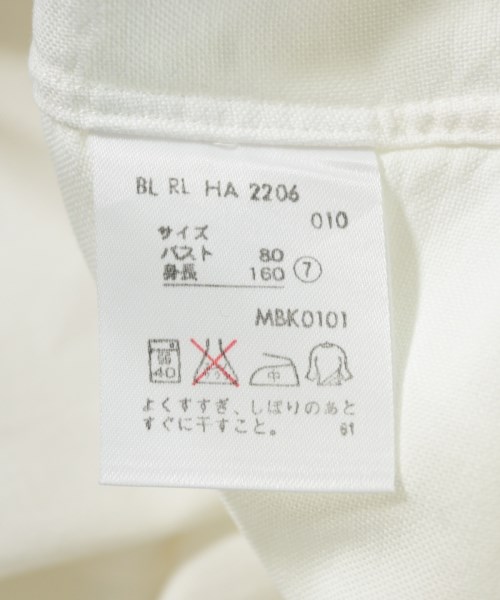 BL RL HA 2206
010
サイズ
バスト 80
身長 160 ⑦
MBK0101
40
中
よくすすぎ、しぼりのあと
すぐに干すこと。 61